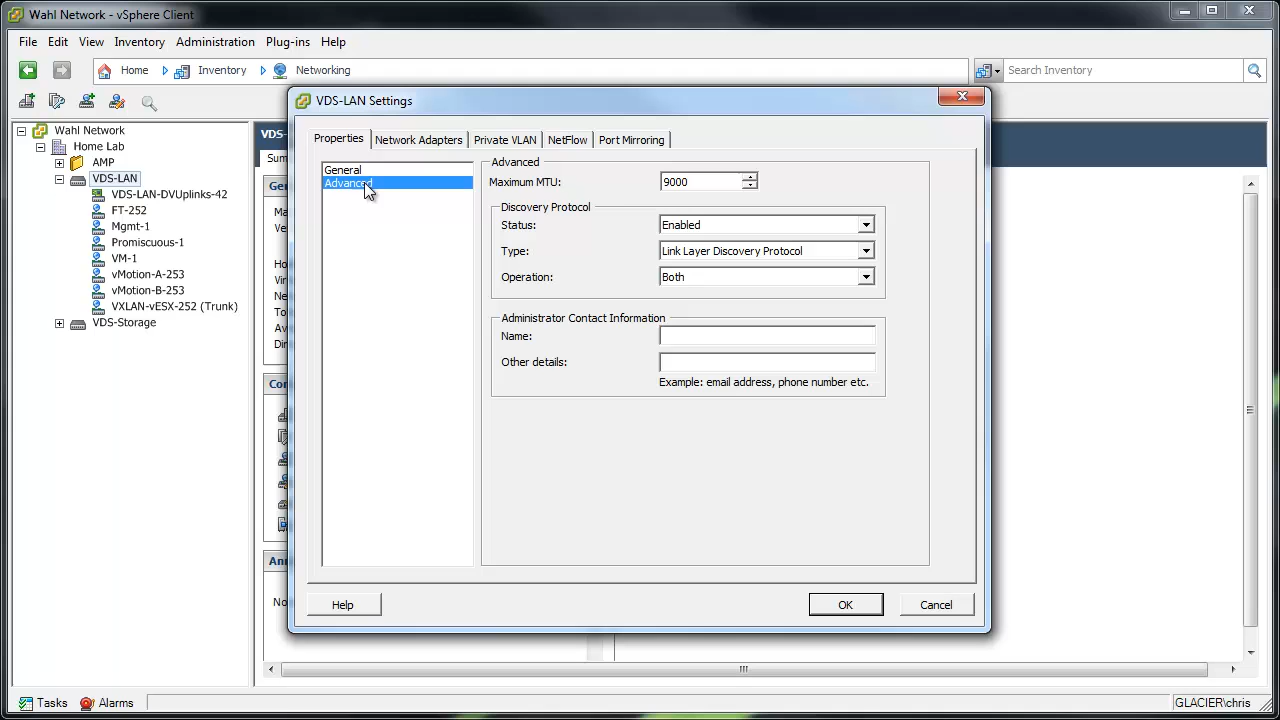 Wahl Network - vSphere Client
File Edit View Inventory Administration Plug-ins Help
Home Inventory Networking Search Inventory
Wahl Network
Home Lab
AMP
VDS-LAN
VDS-LAN-DVUplinks-42
FT-252
Mgmt-1
Promiscuous-1
VM-1
vMotion-A-253
vMotion-B-253
VXLAN-vESX-252 (Trunk)
VDS-Storage
VDS-LAN Settings
Properties Network Adapters Private VLAN NetFlow Port Mirroring
General
Advanced
Advanced
Maximum MTU: 9000
Discovery Protocol
Status: Enabled
Type: Link Layer Discovery Protocol
Operation: Both
Administrator Contact Information
Name:
Other details:
Example: email address, phone number etc.
Help OK Cancel
Tasks Alarms GLACIER\chris